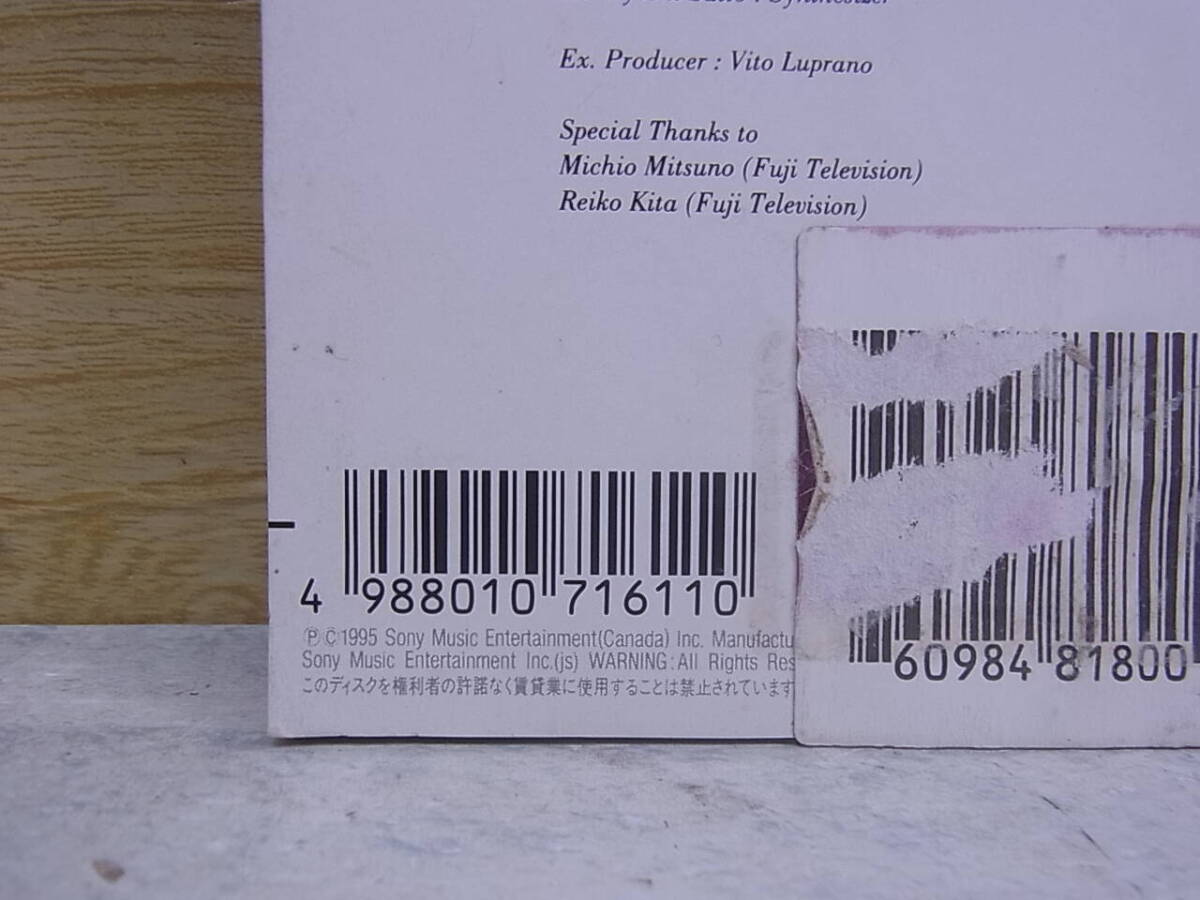 Synthesizer
Ex. Producer : Vito Luprano
Special Thanks to
Michio Mitsuno (Fuji Television)
Reiko Kita (Fuji Television)
4 988010 716110
60984 81800
℗©1995 Sony Music Entertainment(Canada) Inc. Manufactu
Sony Music Entertainment Inc.(js) WARNING:All Rights Res
このディスクを権利者の許諾なく賃貸業に使用することは禁止されています